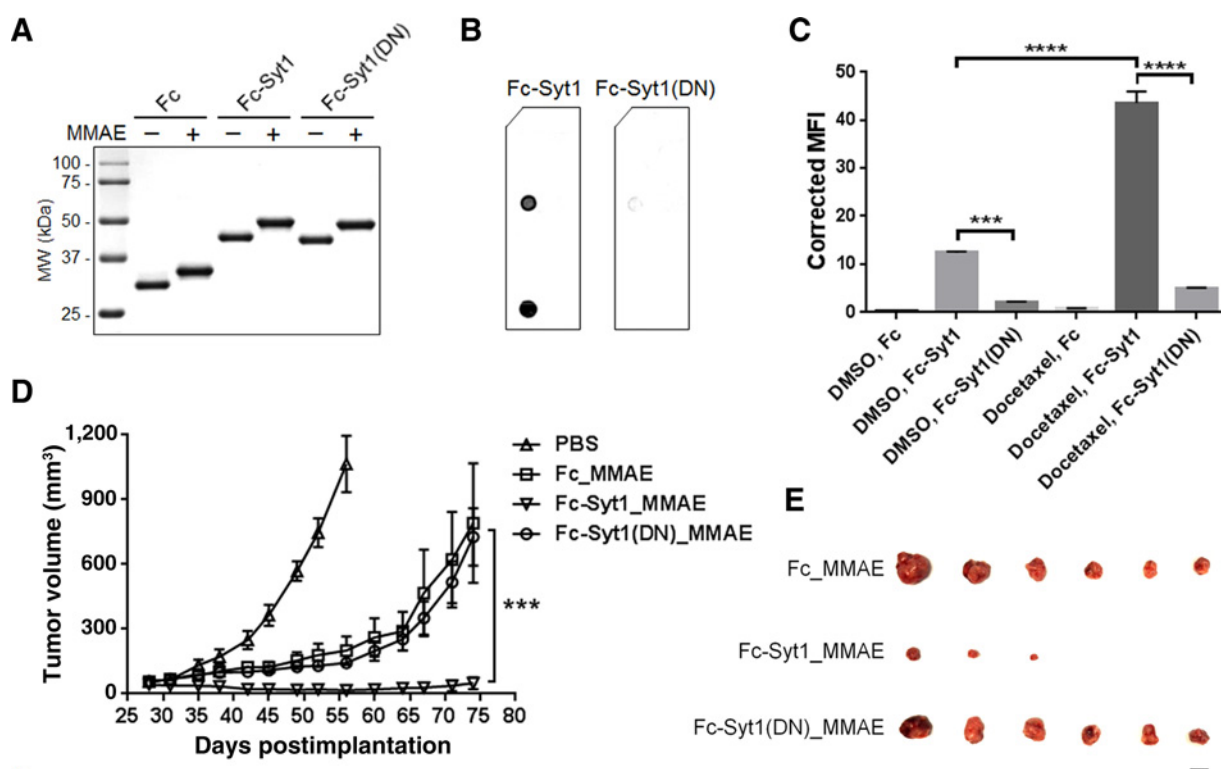 A
Fc
Fc-Syt1
Fc-Syt1(DN)
MMAE − + − + − +
MW (kDa)
100 -
75 -
50 -
37 -
25 -
B
Fc-Syt1 Fc-Syt1(DN)
C
Corrected MFI
50
40
30
20
10
0
****
****
***
DMSO, Fc
DMSO, Fc-Syt1
DMSO, Fc-Syt1(DN)
Docetaxel, Fc
Docetaxel, Fc-Syt1
Docetaxel, Fc-Syt1(DN)
D
Tumor volume (mm³)
1,200
900
600
300
0
25 30 35 40 45 50 55 60 65 70 75 80
Days postimplantation
PBS
Fc_MMAE
Fc-Syt1_MMAE
Fc-Syt1(DN)_MMAE
***
E
Fc_MMAE
Fc-Syt1_MMAE
Fc-Syt1(DN)_MMAE